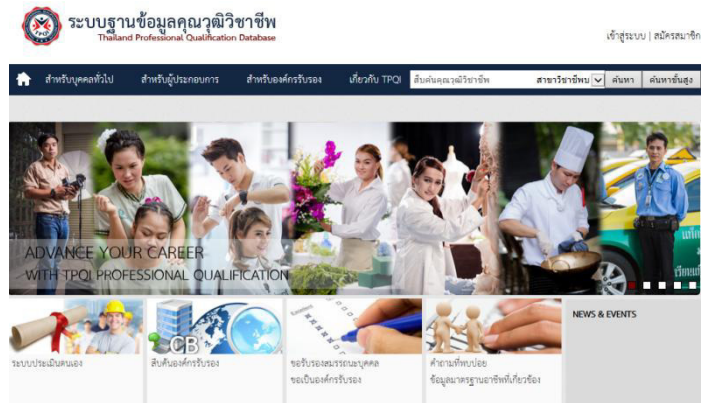 ระบบฐานข้อมูลคุณวุฒิวิชาชีพ
Thailand Professional Qualification Database
TPQI
เข้าสู่ระบบ | สมัครสมาชิก
สำหรับบุคคลทั่วไป
สำหรับผู้ประกอบการ
สำหรับองค์กรรับรอง
เกี่ยวกับ TPQI
สืบค้นคุณวุฒิวิชาชีพ
สาขาวิชาชีพบ
ค้นหา
ค้นหาขั้นสูง
ADVANCE YOUR CAREER
WITH TPQI PROFESSIONAL QUALIFICATION
CB
NEWS & EVENTS
ระบบประเมินตนเอง
สืบค้นองค์กรรับรอง
ขอรับรองสมรรถนะบุคคล
ขอเป็นองค์กรรับรอง
คำถามที่พบบ่อย
ข้อมูลมาตรฐานอาชีพที่เกี่ยวข้อง